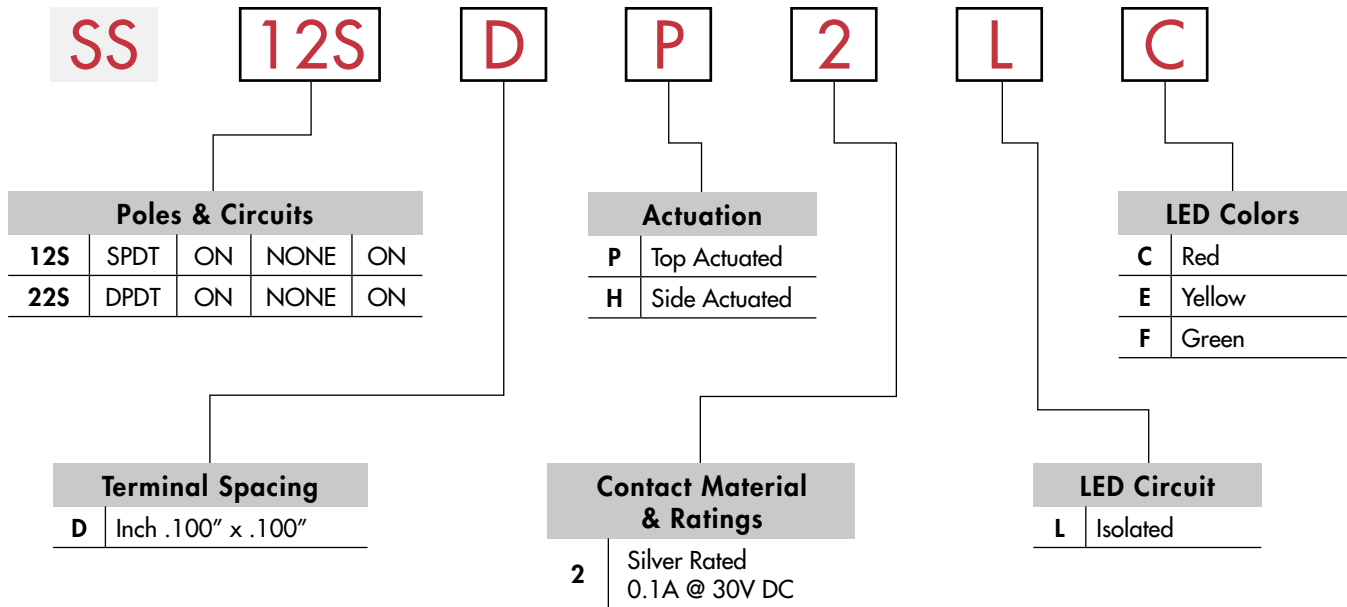 SS 12S D P 2 L C
Poles & Circuits
12S SPDT ON NONE ON
22S DPDT ON NONE ON
Actuation
P Top Actuated
H Side Actuated
LED Colors
C Red
E Yellow
F Green
Terminal Spacing
D Inch .100″ x .100″
Contact Material
& Ratings
2 Silver Rated
0.1A @ 30V DC
LED Circuit
L Isolated